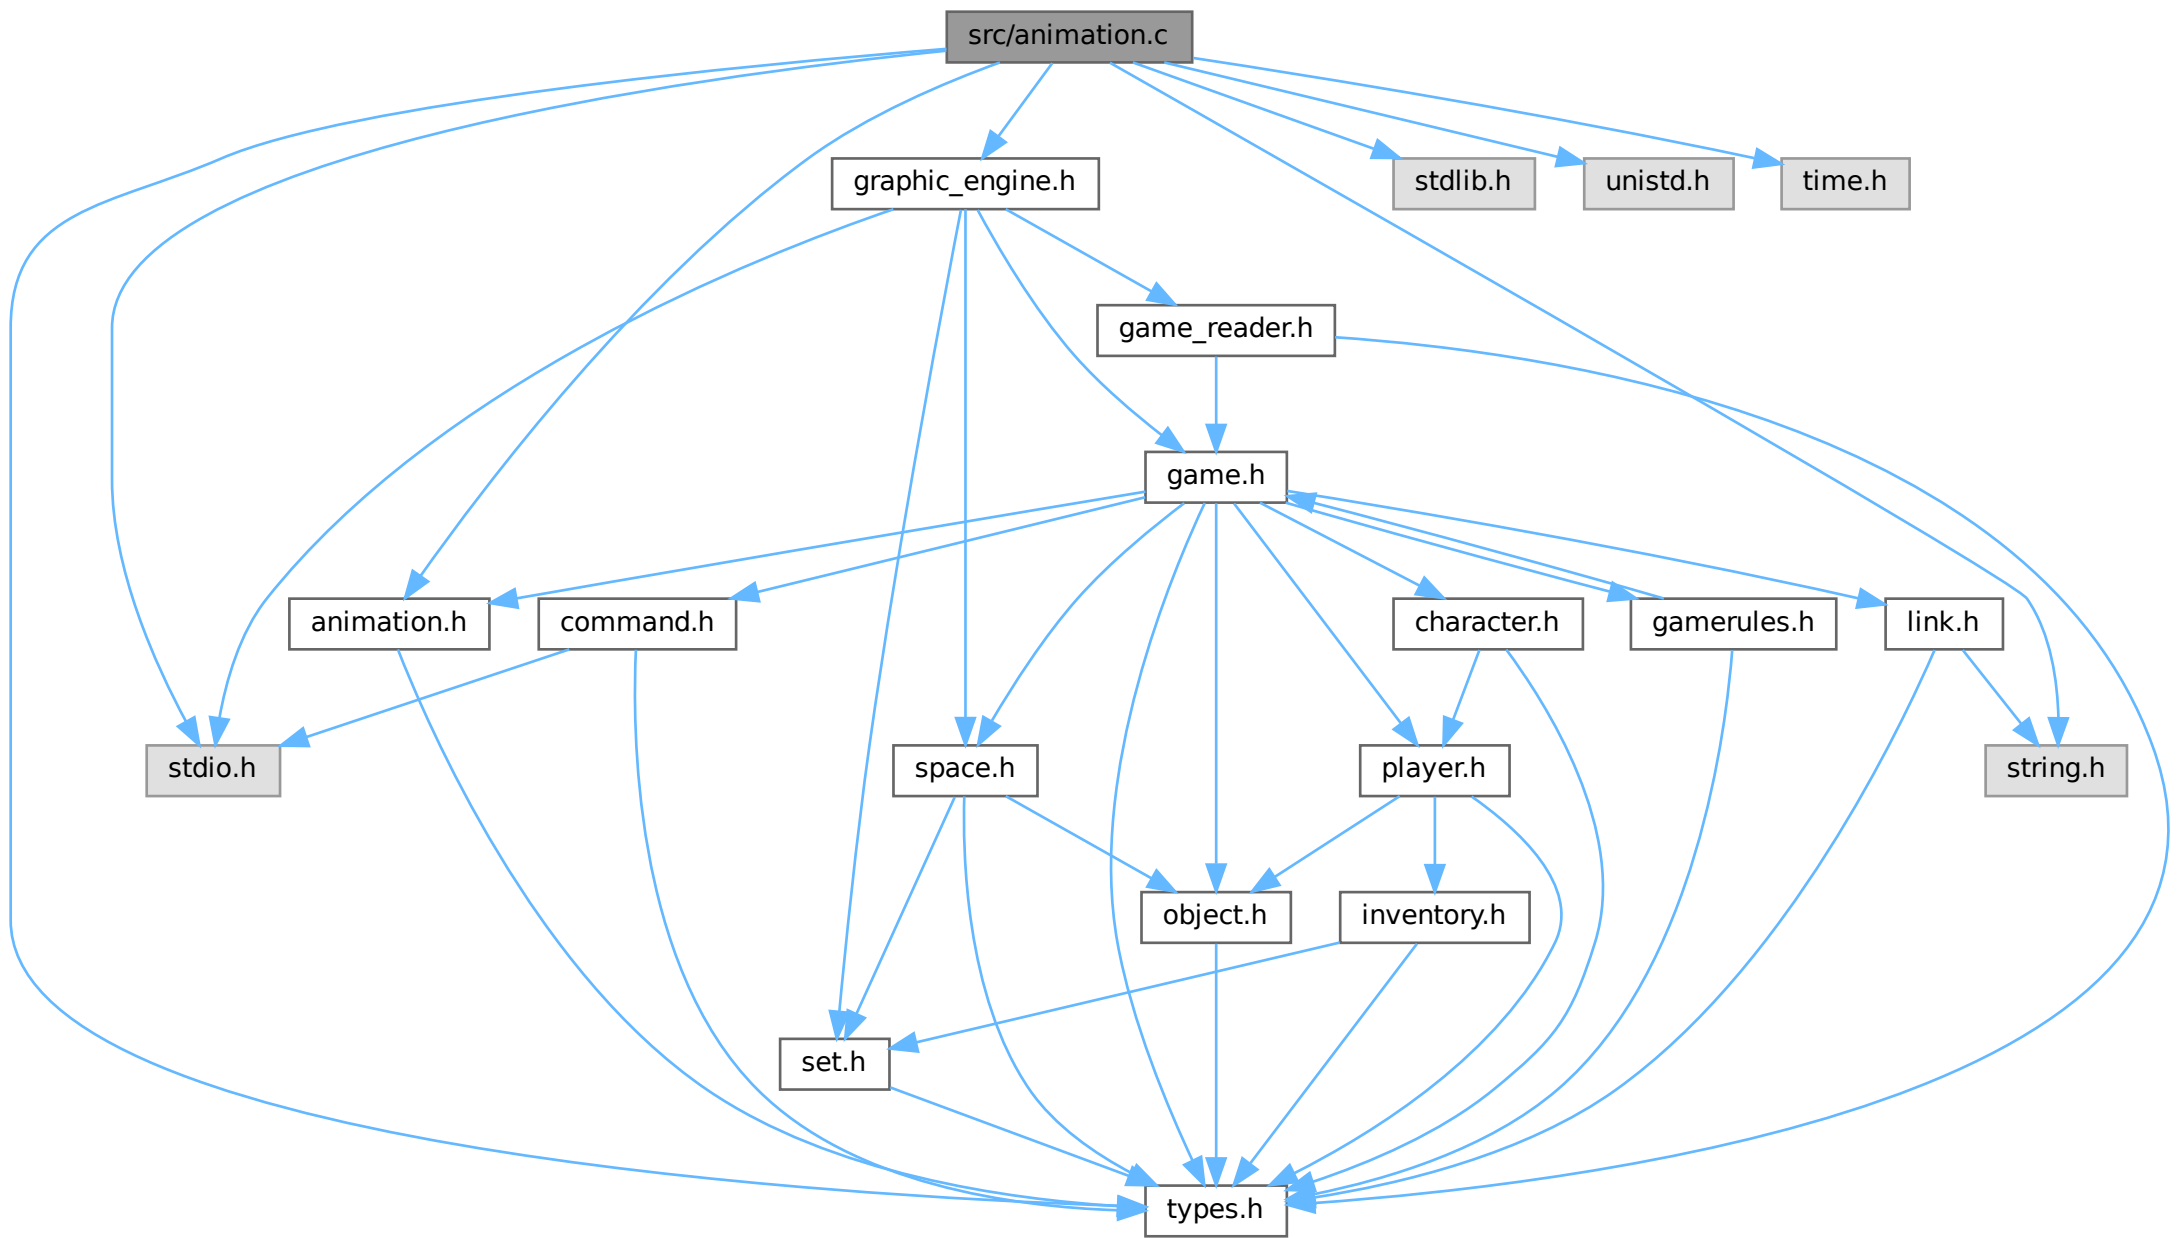 src/animation.c
graphic_engine.h
stdlib.h
unistd.h
time.h
game_reader.h
game.h
animation.h
command.h
character.h
gamerules.h
link.h
stdio.h
space.h
player.h
string.h
object.h
inventory.h
set.h
types.h